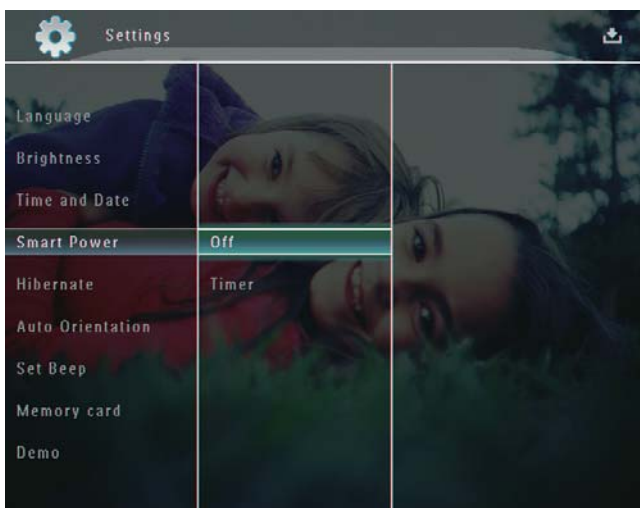 Settings
Language
Brightness
Time and Date
Smart Power
Off
Hibernate
Timer
Auto Orientation
Set Beep
Memory card
Demo